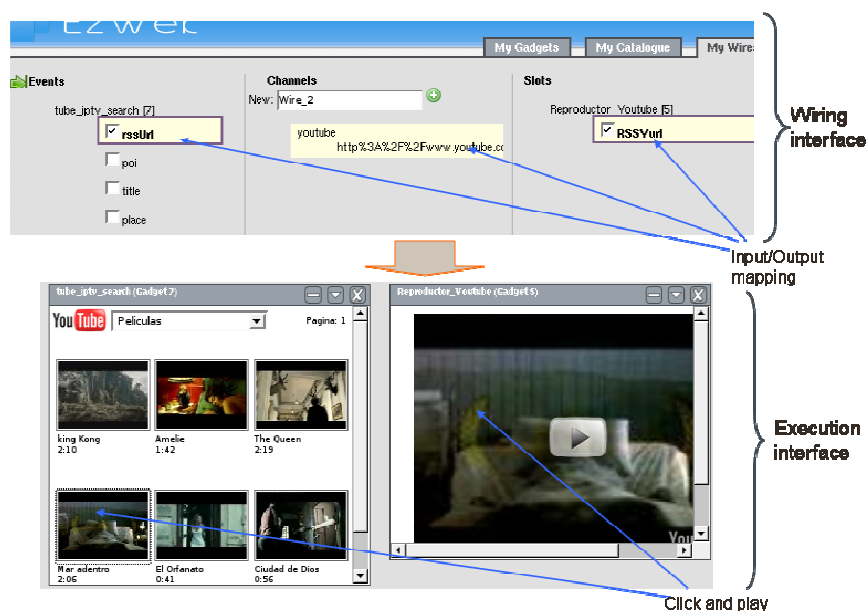 EzWeb
My Gadgets
My Catalogue
My Wire
Events
Channels
Slots
New: Wire_2
tube_iptv_search [7]
Reproductor_Youtube [5]
rssUrl
youtube
RSSYurl
http%3A%2F%2Fwww.youtube.co
poi
title
place
Wiring
interface
Input/Output
mapping
tube_iptv_search (Gadget 7)
Reproductor_Youtube (Gadget 5)
YouTube
Peliculas
Pagina: 1
king Kong
2:10
Amelie
1:42
The Queen
2:19
Mar adentro
2:06
El Orfanato
0:41
Ciudad de Dios
0:56
You
Execution
interface
Click and play